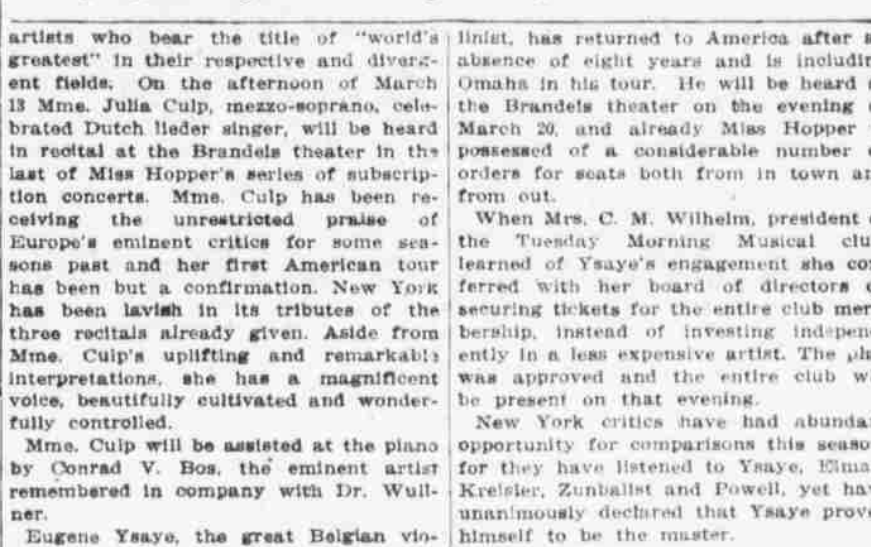 artists who bear the title of "world's
greatest" in their respective and diverg-
ent fields. On the afternoon of March
13 Mme. Julia Culp, mezzo-soprano, cele-
brated Dutch lieder singer, will be heard
in recital at the Brandeis theater in the
last of Miss Hopper's series of subscrip-
tion concerts. Mme. Culp has been re-
ceiving the unrestricted praise of
Europe's eminent critics for some sea-
sons past and her first American tour
has been but a confirmation. New York
has been lavish in its tributes of the
three recitals already given. Aside from
Mme. Culp's uplifting and remarkable
interpretations, she has a magnificent
voice, beautifully cultivated and wonder-
fully controlled.
Mme. Culp will be assisted at the piano
by Conrad V. Bos, the eminent artist
remembered in company with Dr. Wull-
ner.
Eugene Ysaye, the great Belgian vio-
linist, has returned to America after
absence of eight years and is includin
Omaha in his tour. He will be heard
the Brandeis theater on the evening
March 20, and already Miss Hopper
possessed of a considerable number
orders for seats both from in town an
from out.
When Mrs. C. M. Wilhelm, president
the Tuesday Morning Musical clu
learned of Ysaye's engagement she con
ferred with her board of directors
securing tickets for the entire club mem
bership, instead of investing independ
ently in a less expensive artist. The pla
was approved and the entire club wi
be present on that evening.
New York critics have had abundan
opportunity for comparisons this season
for they have listened to Ysaye, Elma
Kreisler, Zunbalist and Powell, yet hav
unanimously declared that Ysaye prove
himself to be the master.